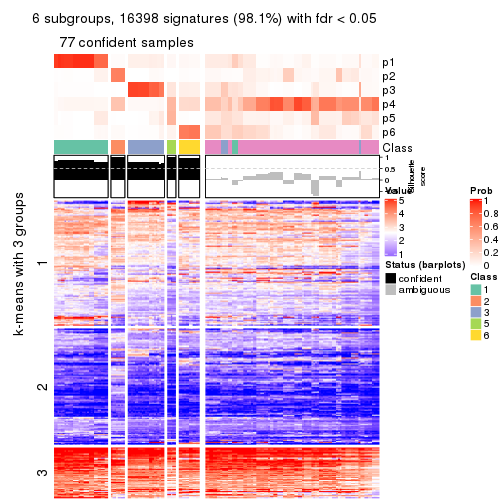 6 subgroups, 16398 signatures (98.1%) with fdr < 0.05
77 confident samples
p1
p2
p3
p4
p5
p6
Class
1
0.5
0
Silhouette
score
k-means with 3 groups
1
2
3
Value
5
4
3
2
1
Status (barplots)
confident
ambiguous
Prob
1
0.8
0.6
0.4
0.2
0
Class
1
2
3
5
6